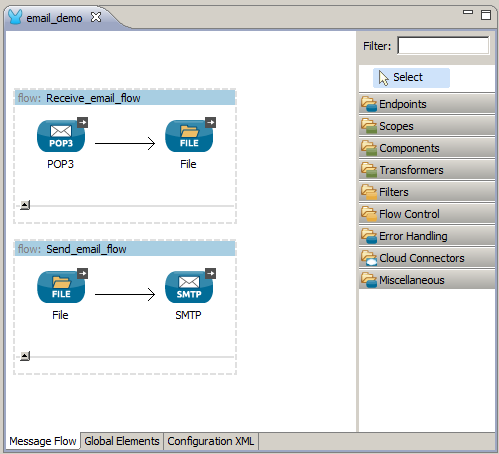 email_demo
Filter:
Select
Endpoints
Scopes
Components
Transformers
Filters
Flow Control
Error Handling
Cloud Connectors
Miscellaneous
flow: Receive_email_flow
POP3 FILE
POP3 File
flow: Send_email_flow
FILE SMTP
File SMTP
Message Flow Global Elements Configuration XML